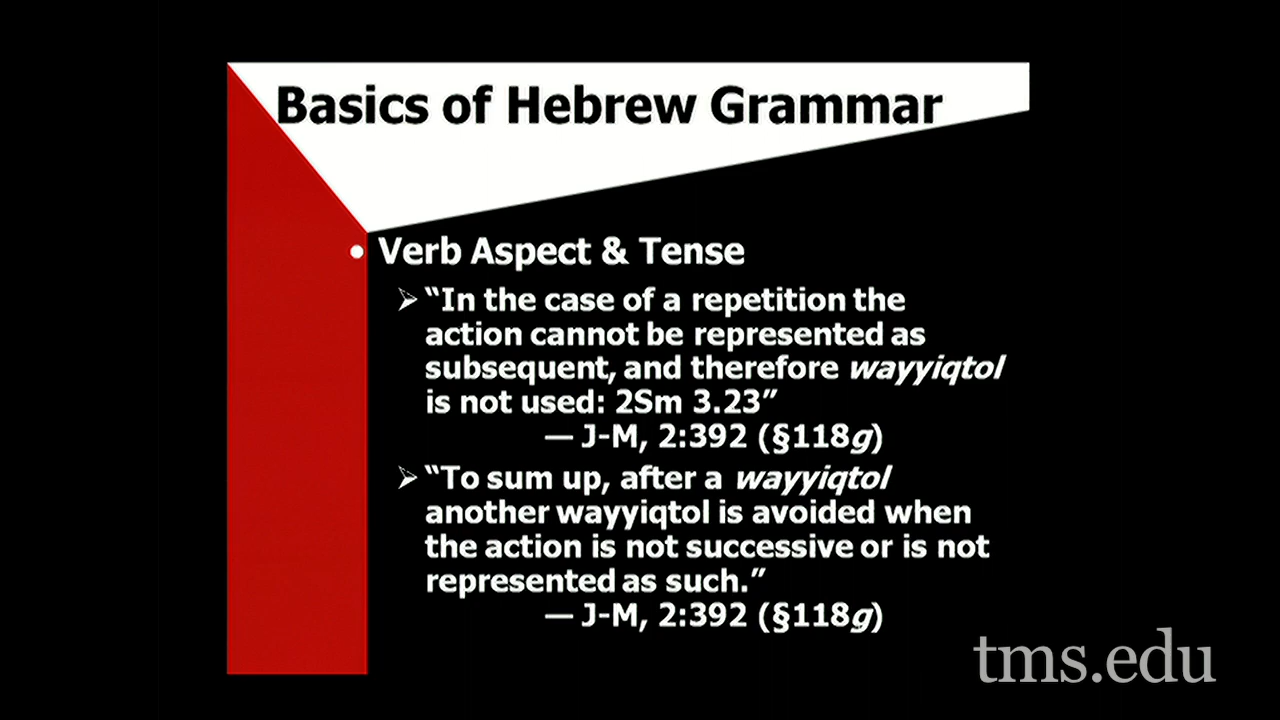 Basics of Hebrew Grammar
• Verb Aspect & Tense
➢ “In the case of a repetition the
action cannot be represented as
subsequent, and therefore wayyiqtol
is not used: 2Sm 3.23”
— J-M, 2:392 (§118g)
➢ “To sum up, after a wayyiqtol
another wayyiqtol is avoided when
the action is not successive or is not
represented as such.”
— J-M, 2:392 (§118g)
tms.edu